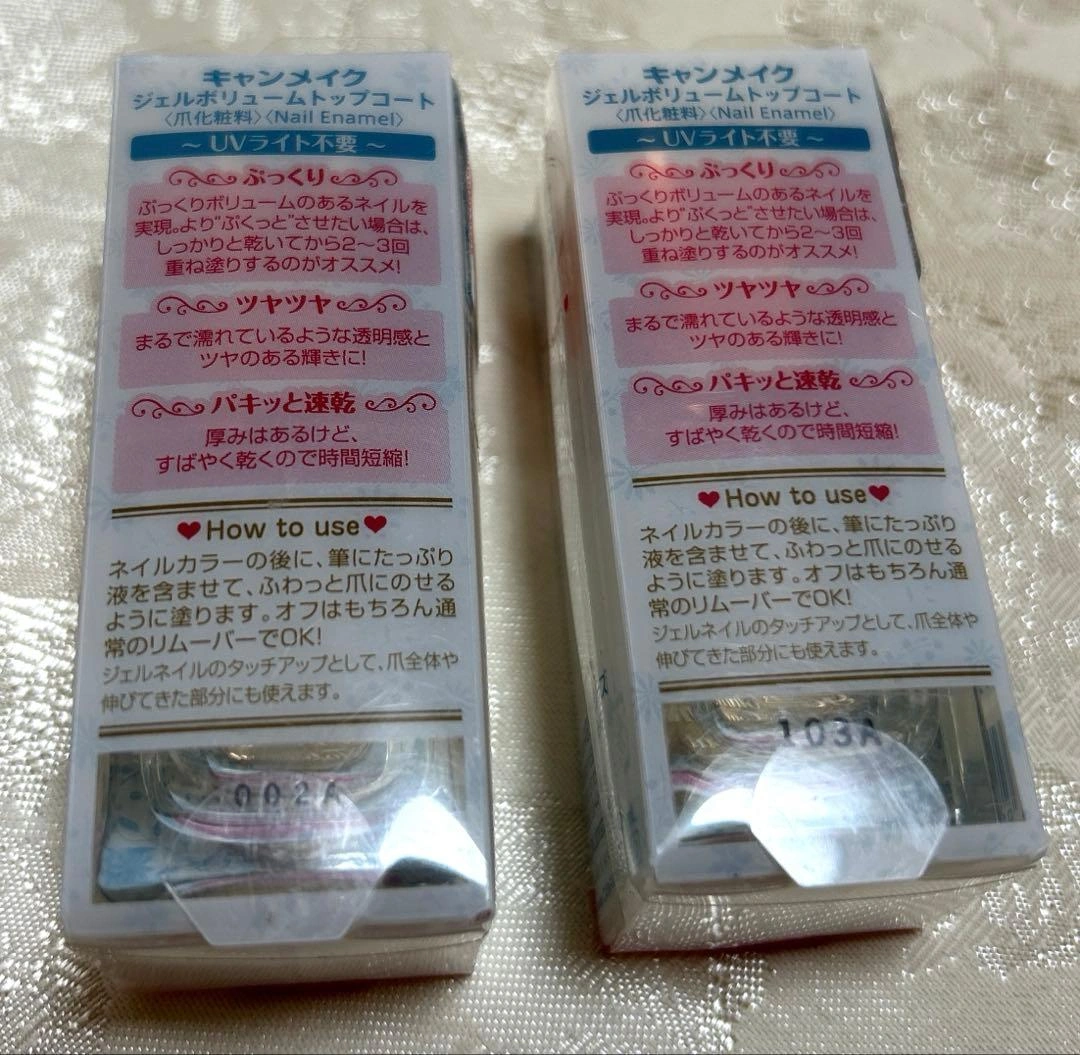 キャンメイク
ジェルボリュームトップコート
〈爪化粧料〉〈Nail Enamel〉
～ UVライト不要 ～
ぷっくり
ぷっくりボリュームのあるネイルを
実現。より"ぷくっと"させたい場合は、
しっかりと乾いてから2～3回
重ね塗りするのがオススメ!
ツヤツヤ
まるで濡れているような透明感と
ツヤのある輝きに!
パキッと速乾
厚みはあるけど、
すばやく乾くので時間短縮!
♥How to use♥
ネイルカラーの後に、筆にたっぷり
液を含ませて、ふわっと爪にのせる
ように塗ります。オフはもちろん通
常のリムーバーでOK!
ジェルネイルのタッチアップとして、爪全体や
伸びてきた部分にも使えます。
002A
キャンメイク
ジェルボリュームトップコート
〈爪化粧料〉〈Nail Enamel〉
～ UVライト不要 ～
ぷっくり
ぷっくりボリュームのあるネイルを
実現。より"ぷくっと"させたい場合は、
しっかりと乾いてから2～3回
重ね塗りするのがオススメ!
ツヤツヤ
まるで濡れているような透明感と
ツヤのある輝きに!
パキッと速乾
厚みはあるけど、
すばやく乾くので時間短縮!
♥How to use♥
ネイルカラーの後に、筆にたっぷり
液を含ませて、ふわっと爪にのせる
ように塗ります。オフはもちろん通
常のリムーバーでOK!
ジェルネイルのタッチアップとして、爪全体や
伸びてきた部分にも使えます。
103A